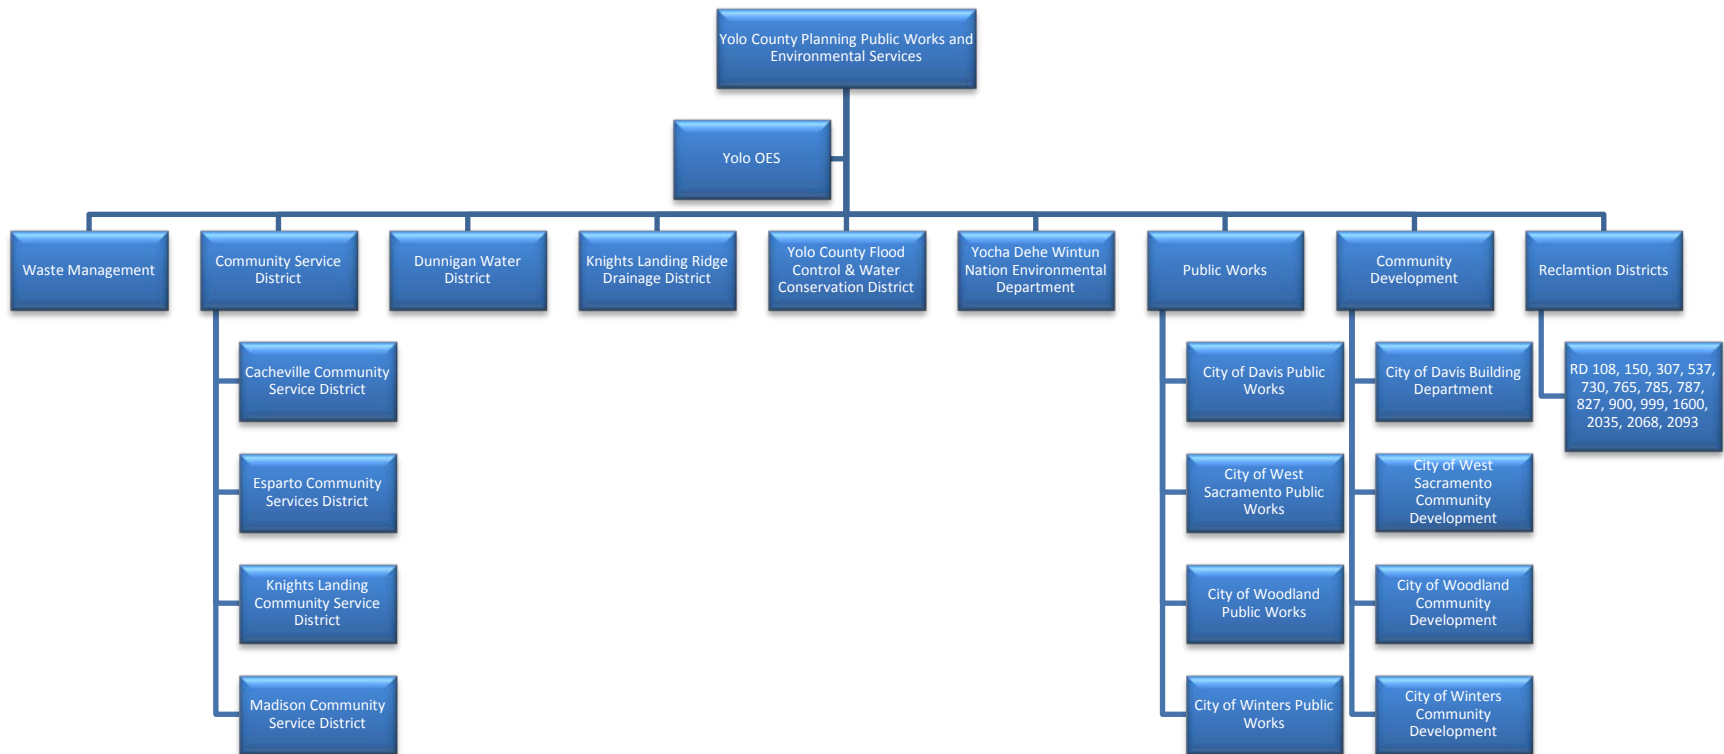 Yolo County Planning Public Works and
Environmental Services
Yolo OES
Waste Management
Community Service
District
Dunnigan Water
District
Knights Landing Ridge
Drainage District
Yolo County Flood
Control & Water
Conservation District
Yocha Dehe Wintun
Nation Environmental
Department
Public Works
Community
Development
Reclamtion Districts
Cacheville Community
Service District
Esparto Community
Services District
Knights Landing
Community Service
District
Madison Community
Service District
City of Davis Public
Works
City of West
Sacramento Public
Works
City of Woodland
Public Works
City of Winters Public
Works
City of Davis Building
Department
City of West
Sacramento
Community
Development
City of Woodland
Community
Development
City of Winters
Community
Development
RD 108, 150, 307, 537,
730, 765, 785, 787,
827, 900, 999, 1600,
2035, 2068, 2093